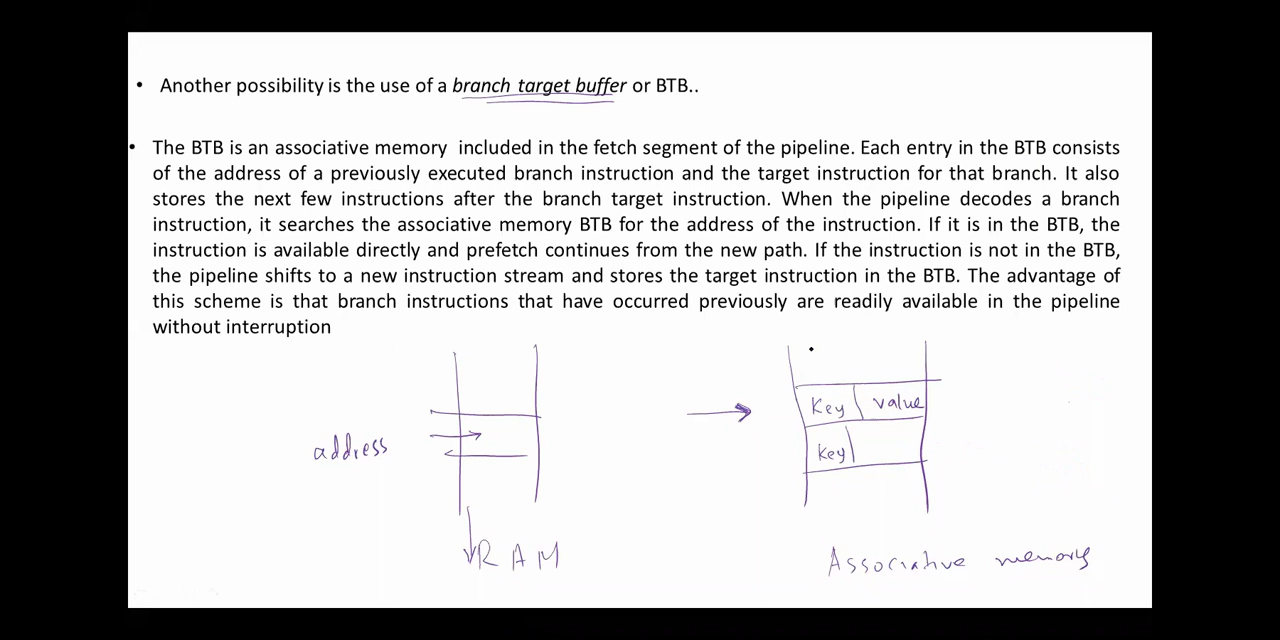 • Another possibility is the use of a branch target buffer or BTB..
• The BTB is an associative memory included in the fetch segment of the pipeline. Each entry in the BTB consists
of the address of a previously executed branch instruction and the target instruction for that branch. It also
stores the next few instructions after the branch target instruction. When the pipeline decodes a branch
instruction, it searches the associative memory BTB for the address of the instruction. If it is in the BTB, the
instruction is available directly and prefetch continues from the new path. If the instruction is not in the BTB,
the pipeline shifts to a new instruction stream and stores the target instruction in the BTB. The advantage of
this scheme is that branch instructions that have occurred previously are readily available in the pipeline
without interruption
Key value
address
Key
RAM
Associative memory